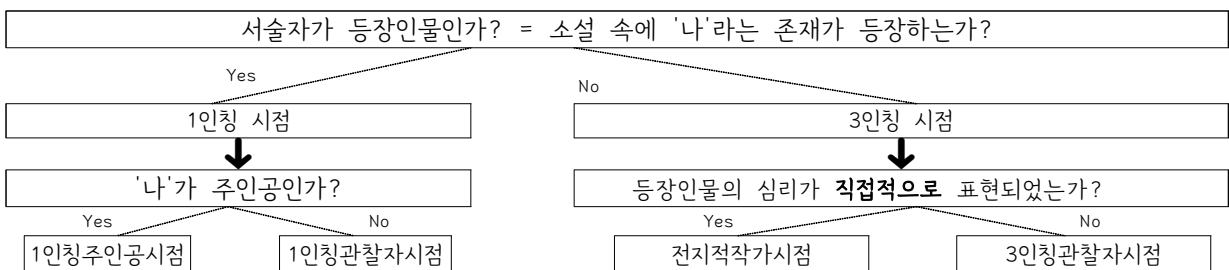 서술자가 등장인물인가? = 소설 속에 '나'라는 존재가 등장하는가?
Yes
No
1인칭 시점
3인칭 시점
'나'가 주인공인가?
등장인물의 심리가 직접적으로 표현되었는가?
Yes
No
Yes
No
1인칭주인공시점
1인칭관찰자시점
전지적작가시점
3인칭관찰자시점